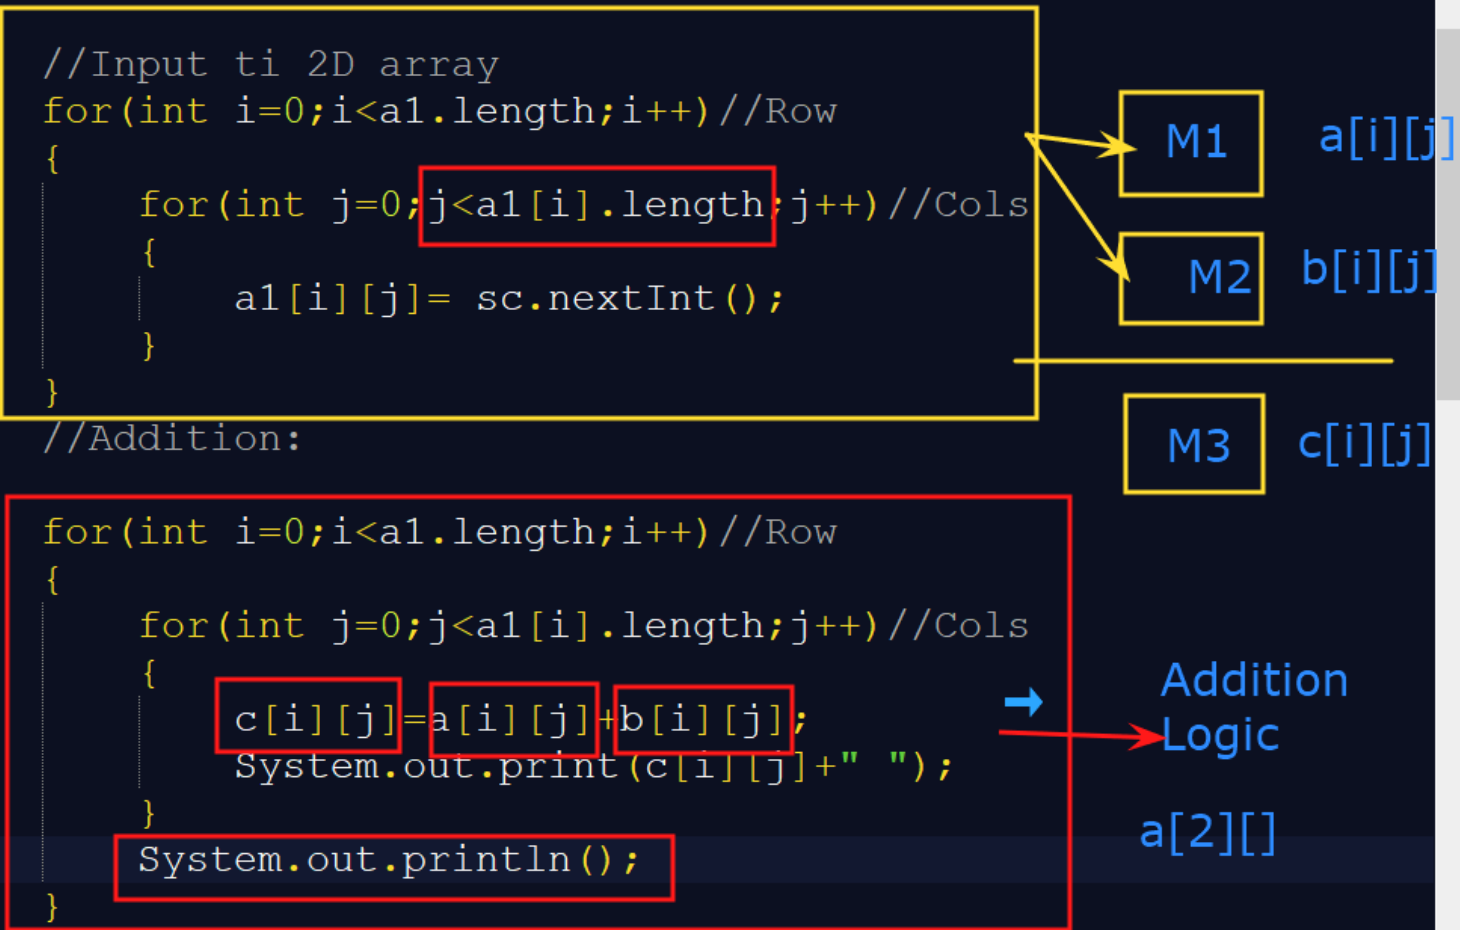 //Input ti 2D array
for(int i=0;i<a1.length;i++)//Row
{
for(int j=0;j<a1[i].length;j++)//Cols
{
a1[i][j]= sc.nextInt();
}
}
M1 a[i][j]
M2 b[i][j]
M3 c[i][j]
//Addition:
for(int i=0;i<a1.length;i++)//Row
{
for(int j=0;j<a1[i].length;j++)//Cols
{
c[i][j]=a[i][j]+b[i][j];
System.out.print(c[i][j]+" ");
}
System.out.println();
}
Addition
Logic
a[2][]